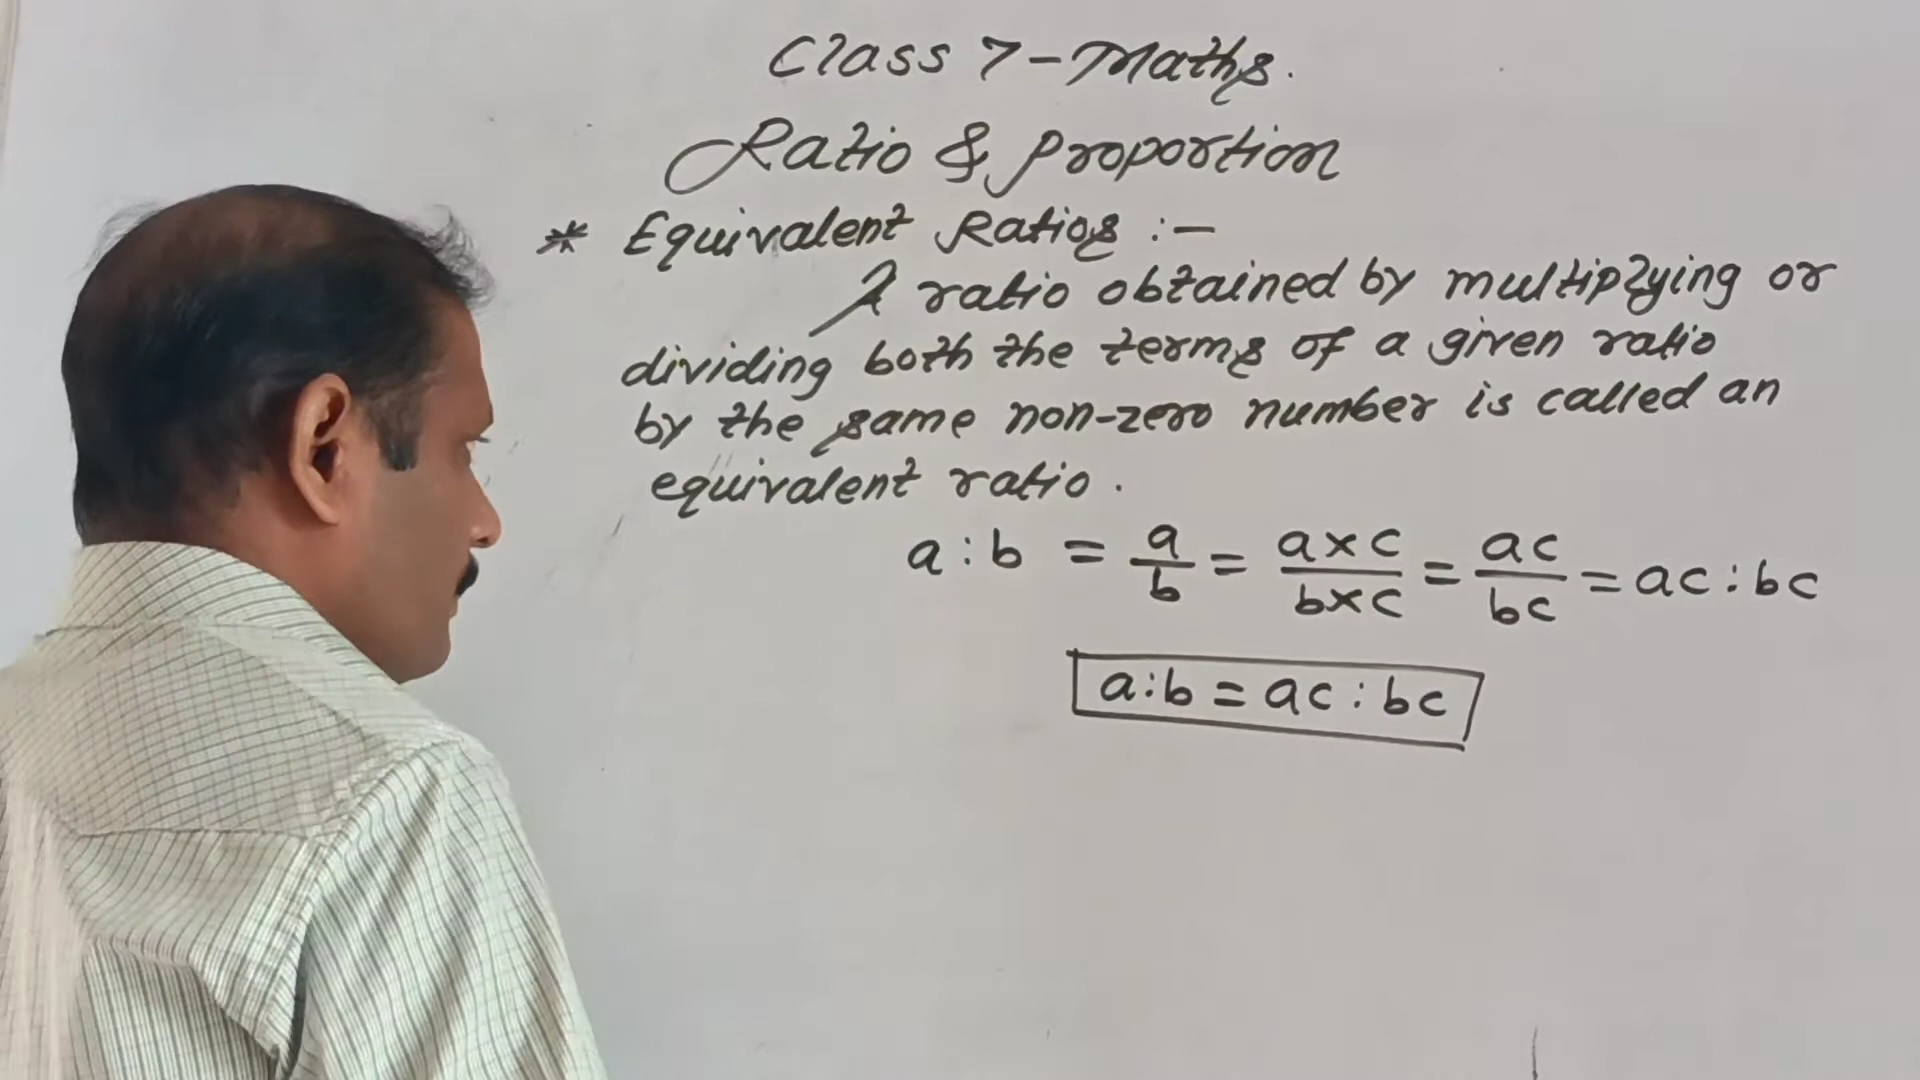 Class 7 - Maths.
Ratio & Proportion
* Equivalent Ratios :-
A ratio obtained by multiplying or
dividing both the terms of a given ratio
by the same non-zero number is called an
equivalent ratio.
a : b = a/b = a×c/b×c = ac/bc = ac : bc
a:b = ac : bc